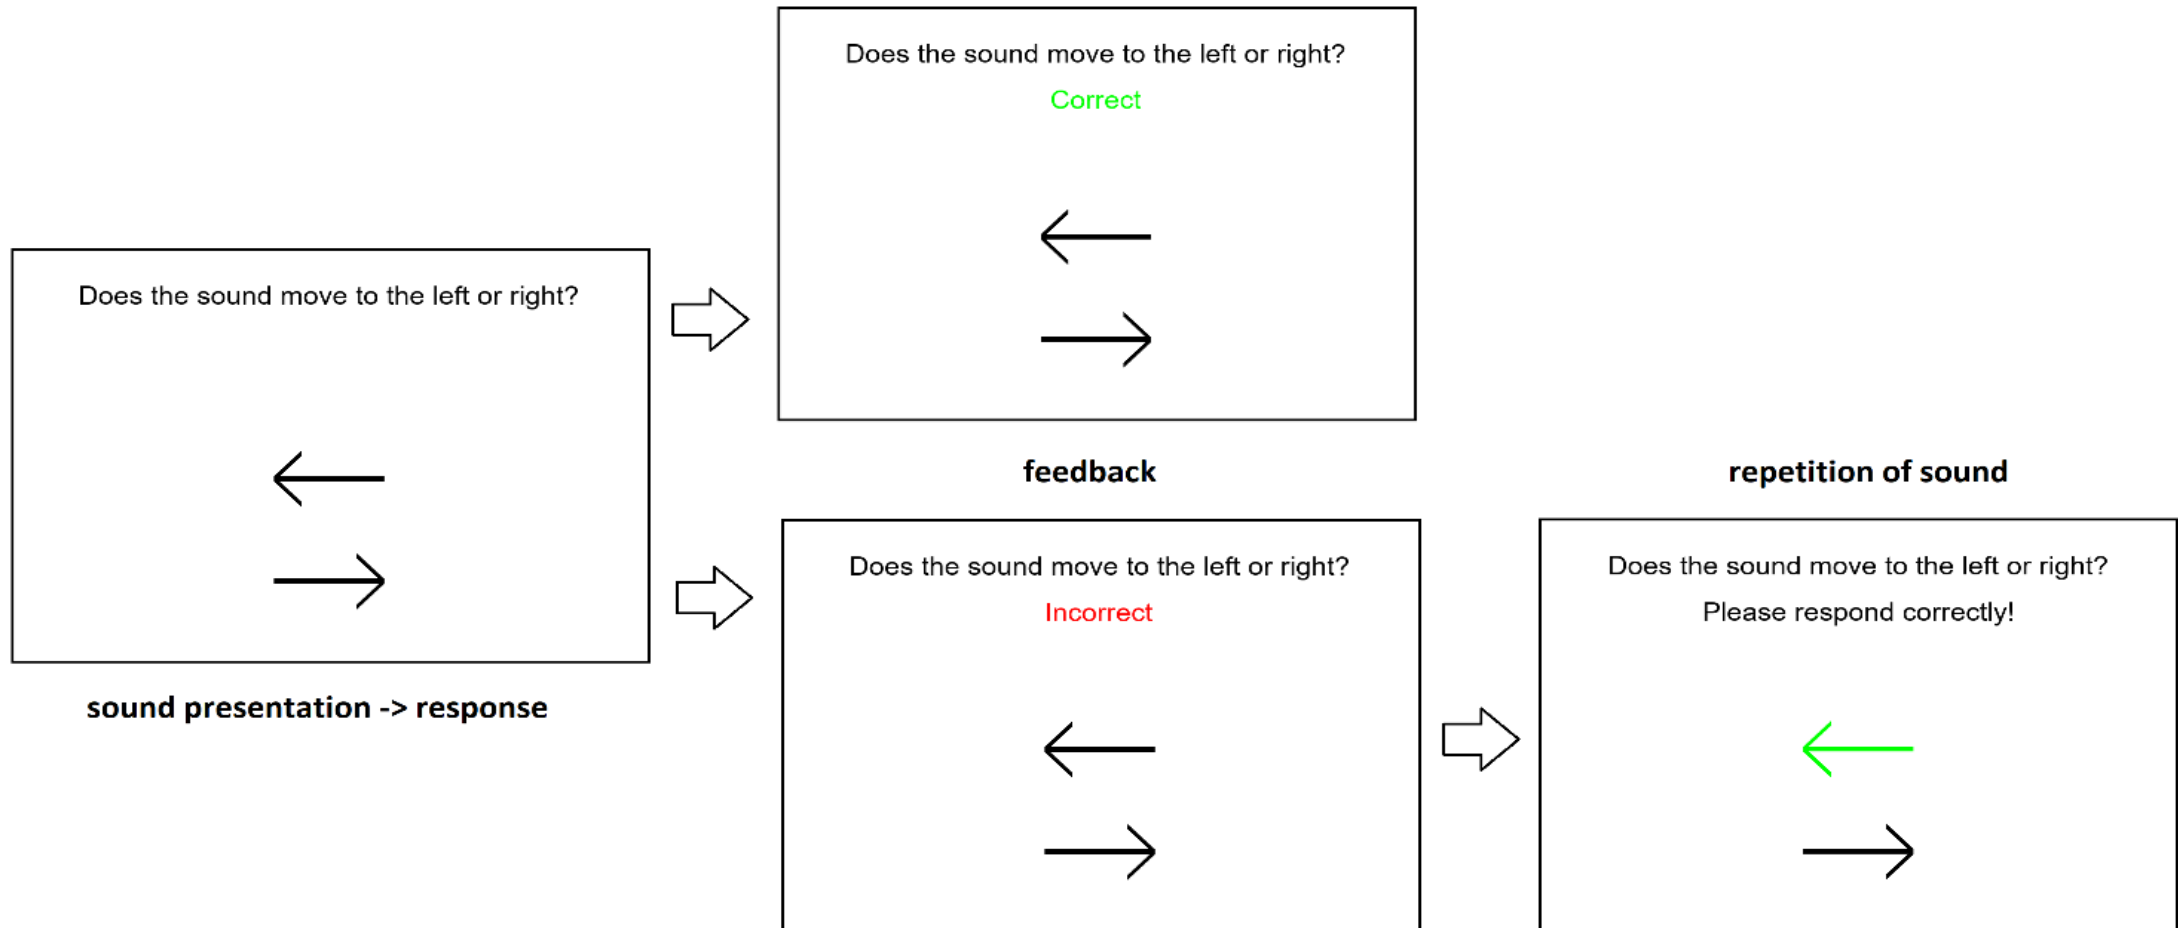 Does the sound move to the left or right?
sound presentation -> response
Does the sound move to the left or right?
Correct
feedback
Does the sound move to the left or right?
Incorrect
repetition of sound
Does the sound move to the left or right?
Please respond correctly!